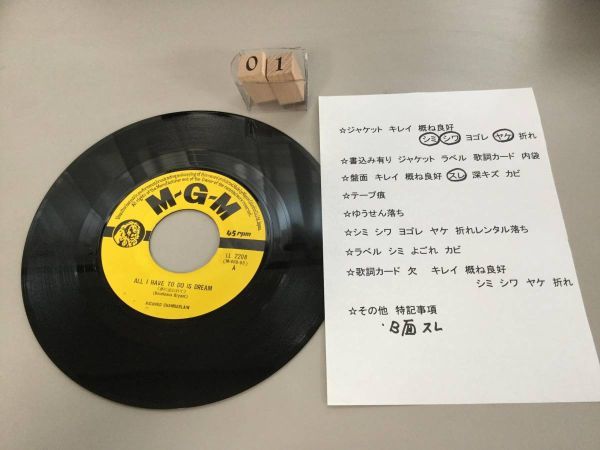 01
M-G-M
45 rpm
LL 2208
A
ALL I HAVE TO DO IS DREAM
(Boudleaux Bryant)
RICHARD CHAMBERLAIN
☆ジャケット キレイ 概ね良好
シミ シワ ヨゴレ ヤケ 折れ
☆書込み有り ジャケット ラベル 歌詞カード 内袋
☆盤面 キレイ 概ね良好 スレ 深キズ カビ
☆テープ痕
☆ゆうせん落ち
☆シミ シワ ヨゴレ ヤケ 折れレンタル落ち
☆ラベル シミ よごれ カビ
☆歌詞カード 欠 キレイ 概ね良好
シミ シワ ヤケ 折れ
☆その他 特記事項
B面 スレ